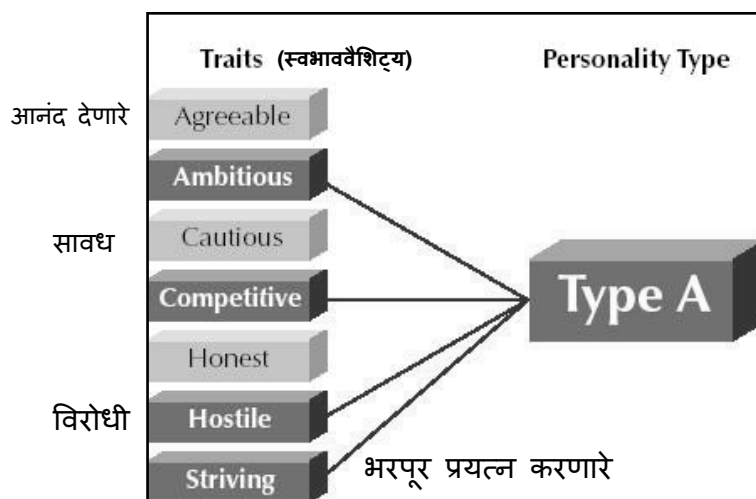 Traits (स्वभाववैशिट्य) Personality Type
आनंद देणारे Agreeable
Ambitious
सावध Cautious
Competitive
Type A
Honest
विरोधी Hostile
Striving भरपूर प्रयत्न करणारे